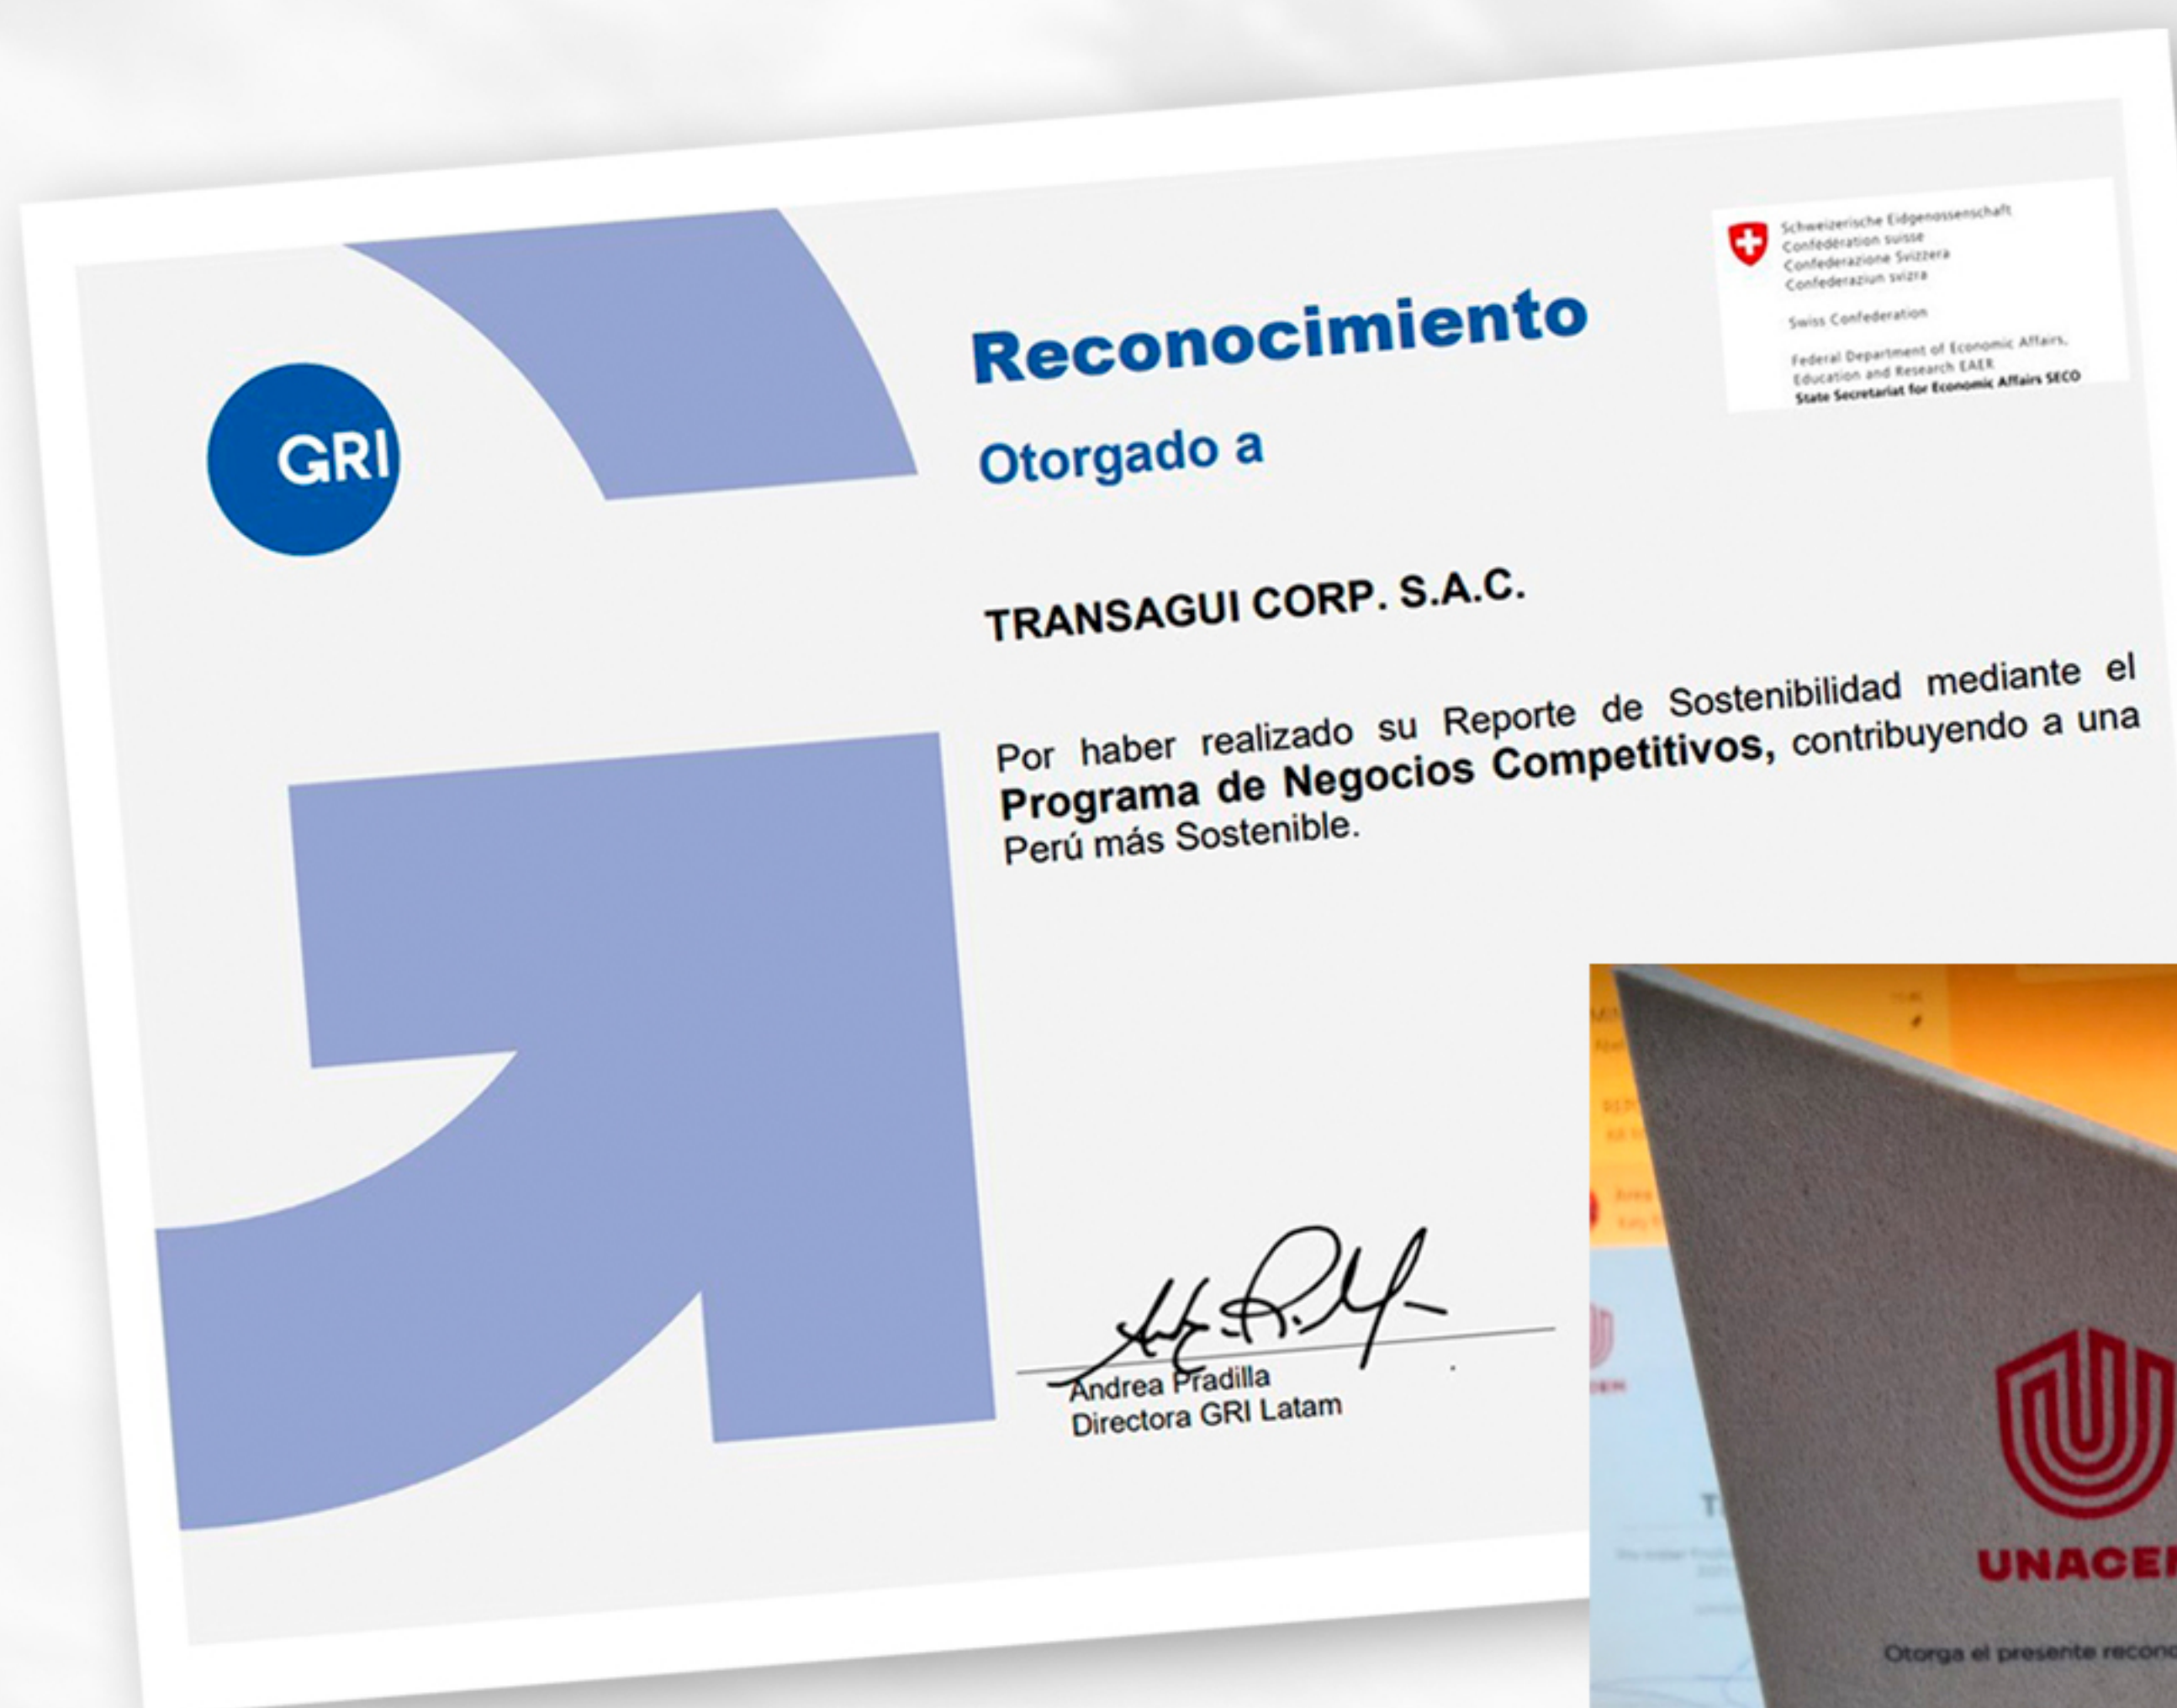 GRI
Reconocimiento
Otorgado a
Schweizerische Eidgenossenschaft
Confédération suisse
Confederazione Svizzera
Confederaziun svizra
Swiss Confederation
Federal Department of Economic Affairs,
Education and Research EAER
State Secretariat for Economic Affairs SECO
TRANSAGUI CORP. S.A.C.
Por haber realizado su Reporte de Sostenibilidad mediante el
Programa de Negocios Competitivos, contribuyendo a una
Perú más Sostenible.
Andrea Pradilla
Directora GRI Latam
UNACE
Otorga el presente recono